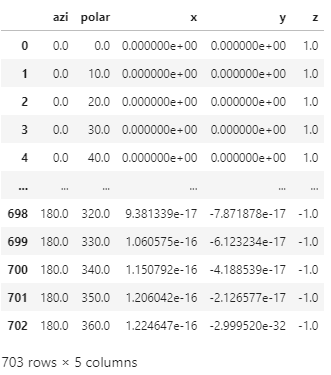 azi polar x y z
0 0.0 0.0 0.000000e+00 0.000000e+00 1.0
1 0.0 10.0 0.000000e+00 0.000000e+00 1.0
2 0.0 20.0 0.000000e+00 0.000000e+00 1.0
3 0.0 30.0 0.000000e+00 0.000000e+00 1.0
4 0.0 40.0 0.000000e+00 0.000000e+00 1.0
... ... ... ... ... ...
698 180.0 320.0 9.381339e-17 -7.871878e-17 -1.0
699 180.0 330.0 1.060575e-16 -6.123234e-17 -1.0
700 180.0 340.0 1.150792e-16 -4.188539e-17 -1.0
701 180.0 350.0 1.206042e-16 -2.126577e-17 -1.0
702 180.0 360.0 1.224647e-16 -2.999520e-32 -1.0
703 rows × 5 columns